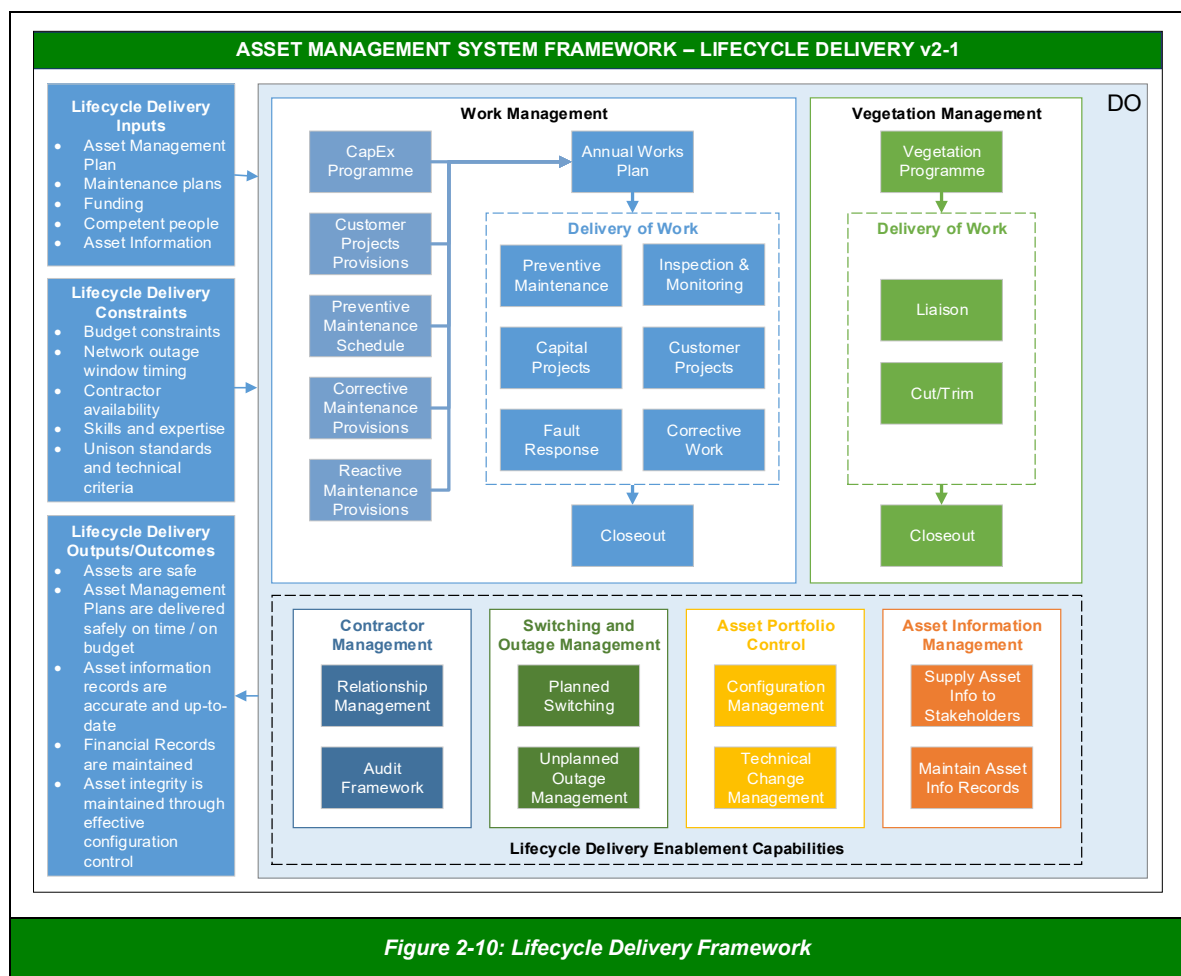 ASSET MANAGEMENT SYSTEM FRAMEWORK – LIFECYCLE DELIVERY v2-1
Lifecycle Delivery
Inputs
• Asset Management
Plan
• Maintenance plans
• Funding
• Competent people
• Asset Information
Lifecycle Delivery
Constraints
• Budget constraints
• Network outage
window timing
• Contractor
availability
• Skills and expertise
• Unison standards
and technical
criteria
Lifecycle Delivery
Outputs/Outcomes
• Assets are safe
• Asset Management
Plans are delivered
safely on time / on
budget
• Asset information
records are
accurate and up-to-
date
• Financial Records
are maintained
• Asset integrity is
maintained through
effective
configuration
control
DO
Work Management
CapEx
Programme
Customer
Projects
Provisions
Preventive
Maintenance
Schedule
Corrective
Maintenance
Provisions
Reactive
Maintenance
Provisions
Annual Works
Plan
Delivery of Work
Preventive
Maintenance
Inspection &
Monitoring
Capital
Projects
Customer
Projects
Fault
Response
Corrective
Work
Closeout
Vegetation Management
Vegetation
Programme
Delivery of Work
Liaison
Cut/Trim
Closeout
Contractor
Management
Relationship
Management
Audit
Framework
Switching and
Outage Management
Planned
Switching
Unplanned
Outage
Management
Asset Portfolio
Control
Configuration
Management
Technical
Change
Management
Asset Information
Management
Supply Asset
Info to
Stakeholders
Maintain Asset
Info Records
Lifecycle Delivery Enablement Capabilities
Figure 2-10: Lifecycle Delivery Framework